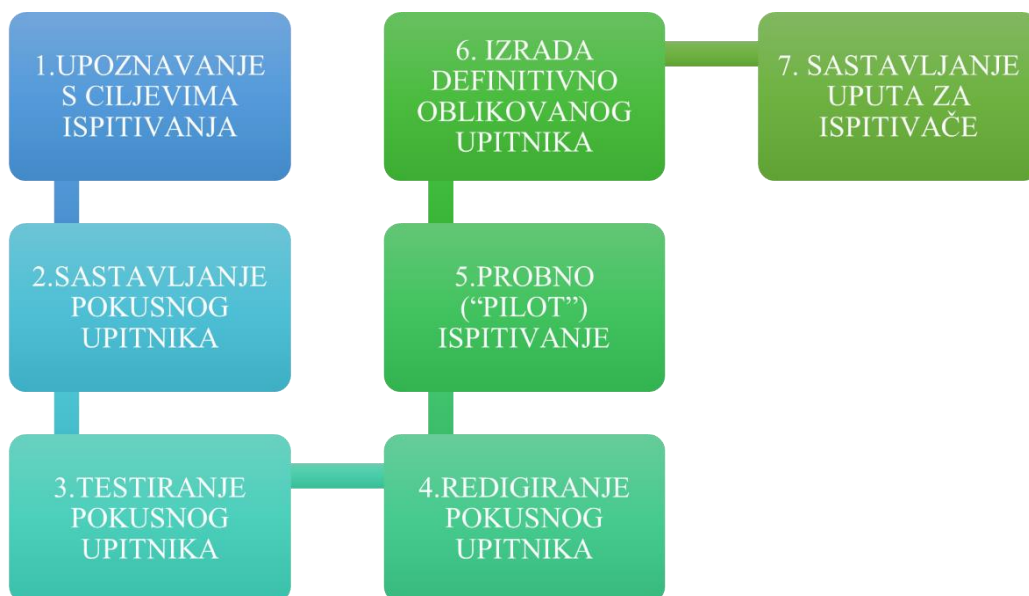 1.UPOZNAVANJE
S CILJEVIMA
ISPITIVANJA
2.SASTAVLJANJE
POKUSNOG
UPITNIKA
3.TESTIRANJE
POKUSNOG
UPITNIKA
4.REDIGIRANJE
POKUSNOG
UPITNIKA
5.PROBNO
(“PILOT”)
ISPITIVANJE
6. IZRADA
DEFINITIVNO
OBLIKOVANOG
UPITNIKA
7. SASTAVLJANJE
UPUTA ZA
ISPITIVAČE